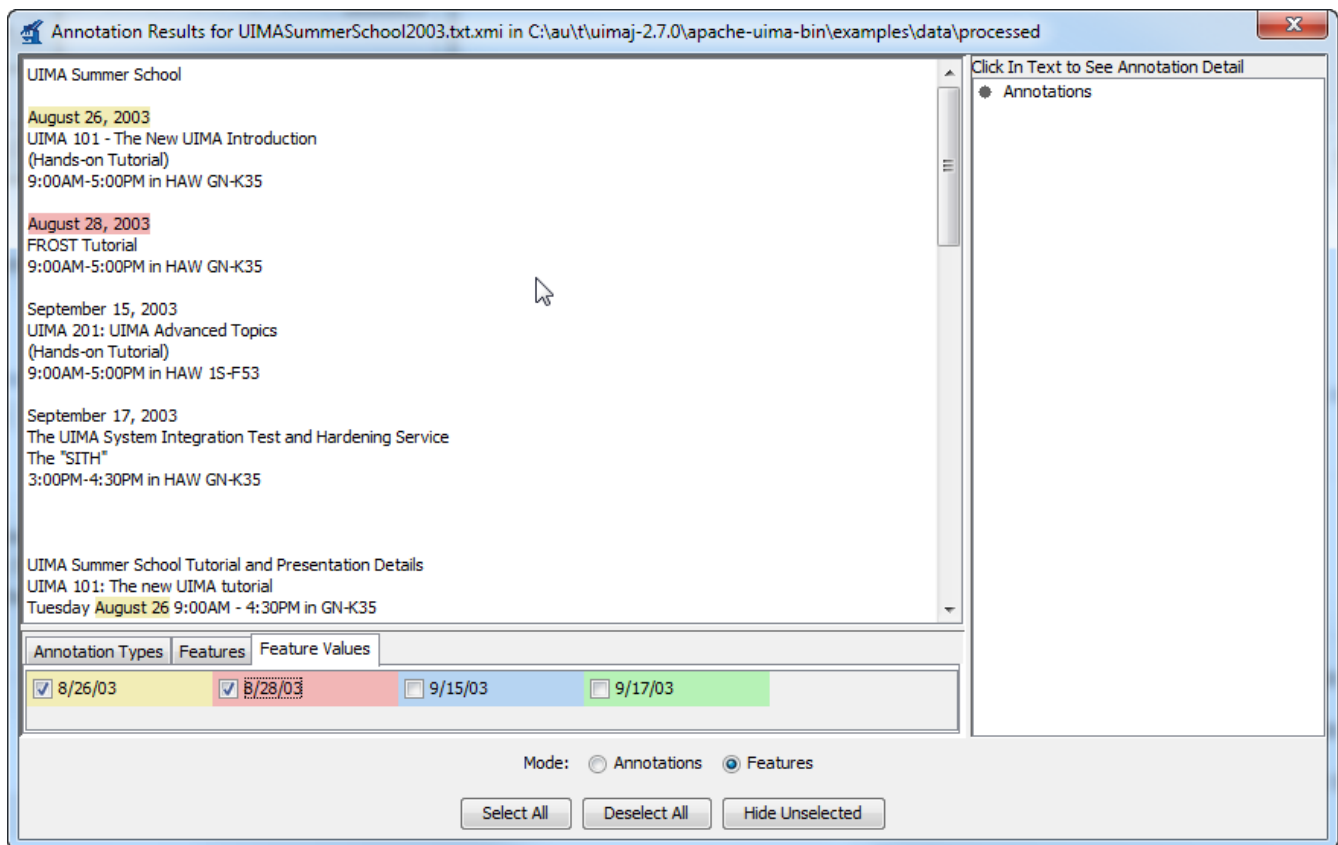 Annotation Results for UIMASummerSchool2003.txt.xmi in C:\au\t\uimaj-2.7.0\apache-uima-bin\examples\data\processed
UIMA Summer School
August 26, 2003
UIMA 101 - The New UIMA Introduction
(Hands-on Tutorial)
9:00AM-5:00PM in HAW GN-K35
August 28, 2003
FROST Tutorial
9:00AM-5:00PM in HAW GN-K35
September 15, 2003
UIMA 201: UIMA Advanced Topics
(Hands-on Tutorial)
9:00AM-5:00PM in HAW 1S-F53
September 17, 2003
The UIMA System Integration Test and Hardening Service
The "SITH"
3:00PM-4:30PM in HAW GN-K35
UIMA Summer School Tutorial and Presentation Details
UIMA 101: The new UIMA tutorial
Tuesday August 26 9:00AM - 4:30PM in GN-K35
Click In Text to See Annotation Detail
Annotations
Annotation Types Features Feature Values
8/26/03 8/28/03 9/15/03 9/17/03
Mode: Annotations Features
Select All Deselect All Hide Unselected